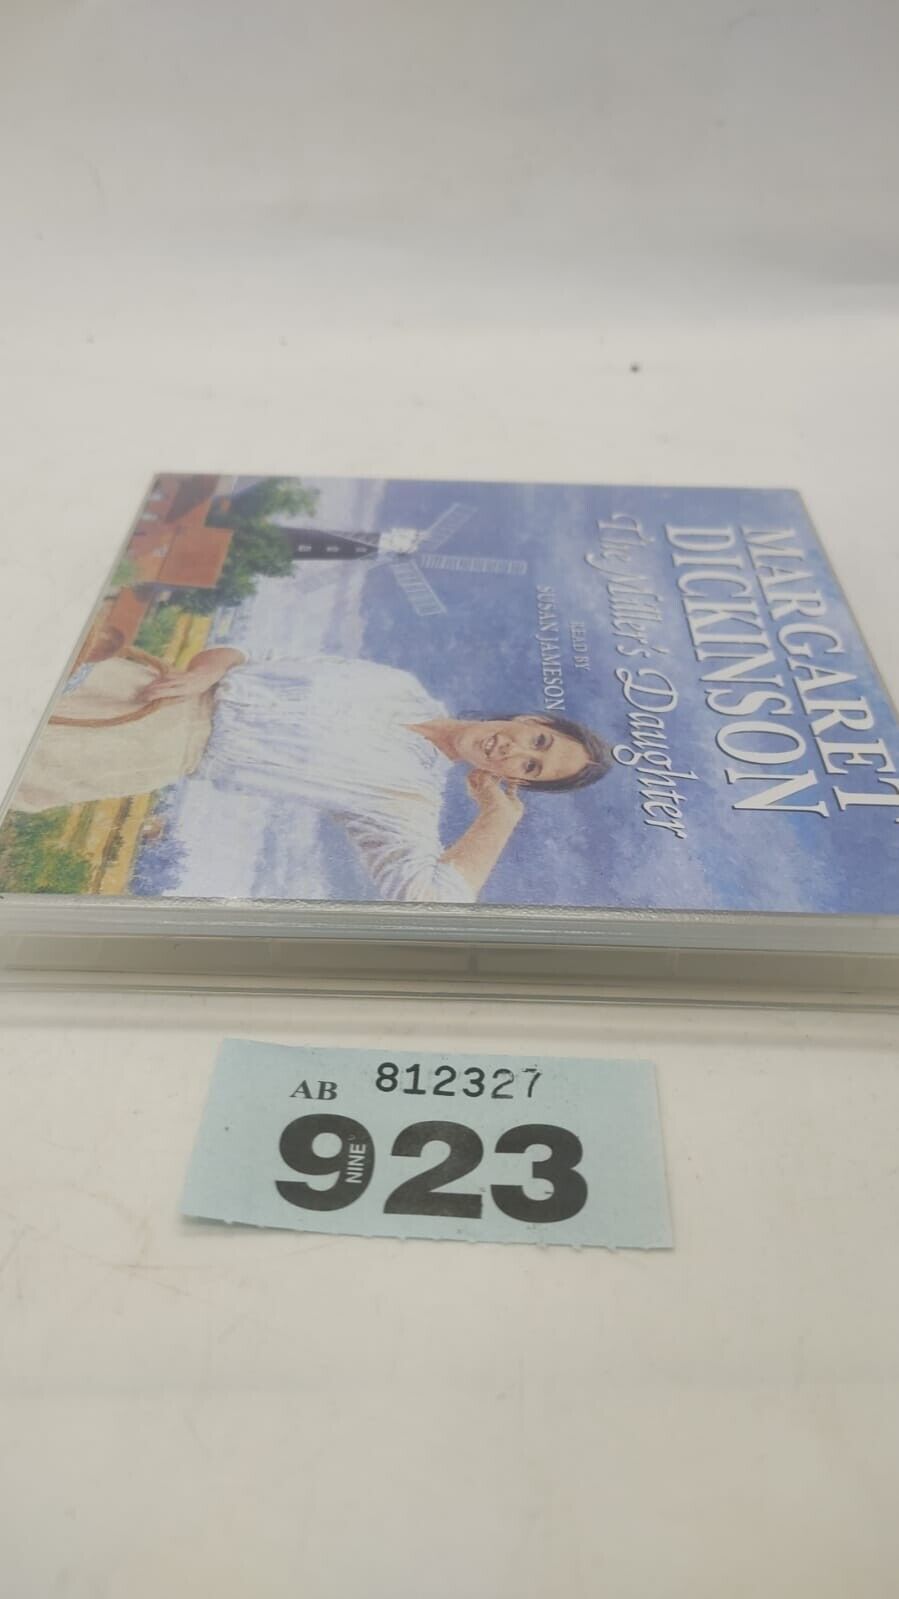 MARGARET
DICKINSON
The Miller's Daughter
READ BY
SUSAN JAMESON
AB 812327
923
NINE